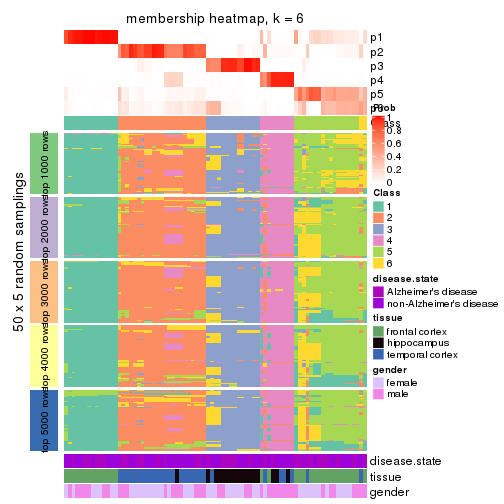 membership heatmap, k = 6
p1
p2
p3
p4
p5
p6
Prob
1
0.8
0.6
0.4
0.2
0
Class
Class
1
2
3
4
5
6
disease.state
Alzheimer's disease
non-Alzheimer's disease
tissue
frontal cortex
hippocampus
temporal cortex
gender
female
male
50 x 5 random samplings
top 1000 rows
top 2000 rows
top 3000 rows
top 4000 rows
top 5000 rows
disease.state
tissue
gender